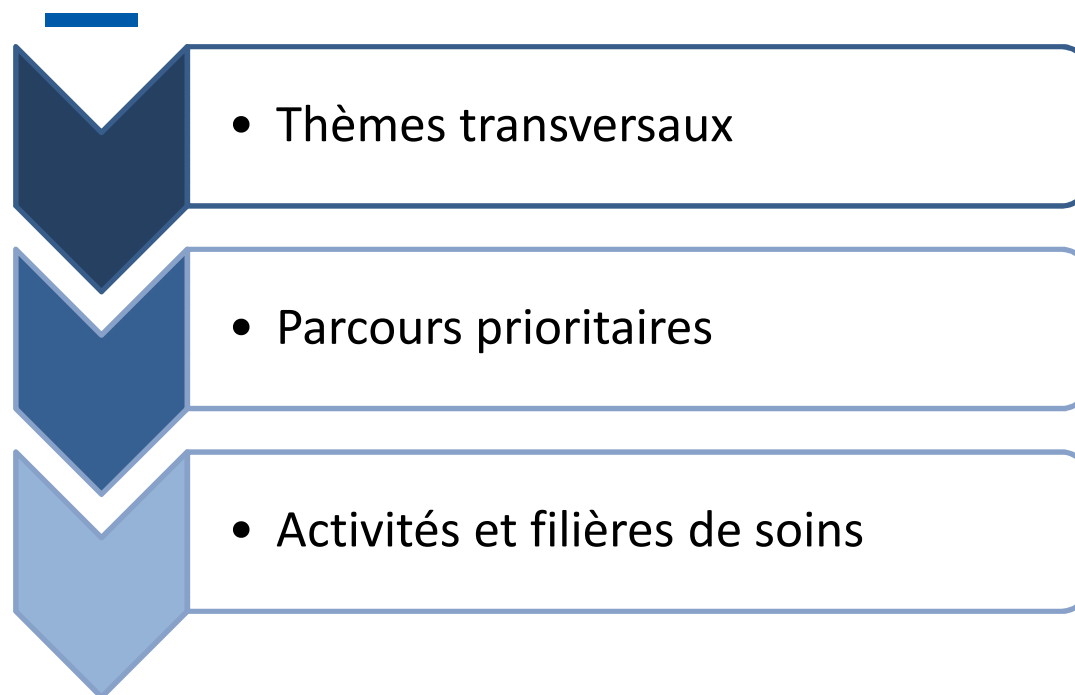 • Thèmes transversaux
• Parcours prioritaires
• Activités et filières de soins